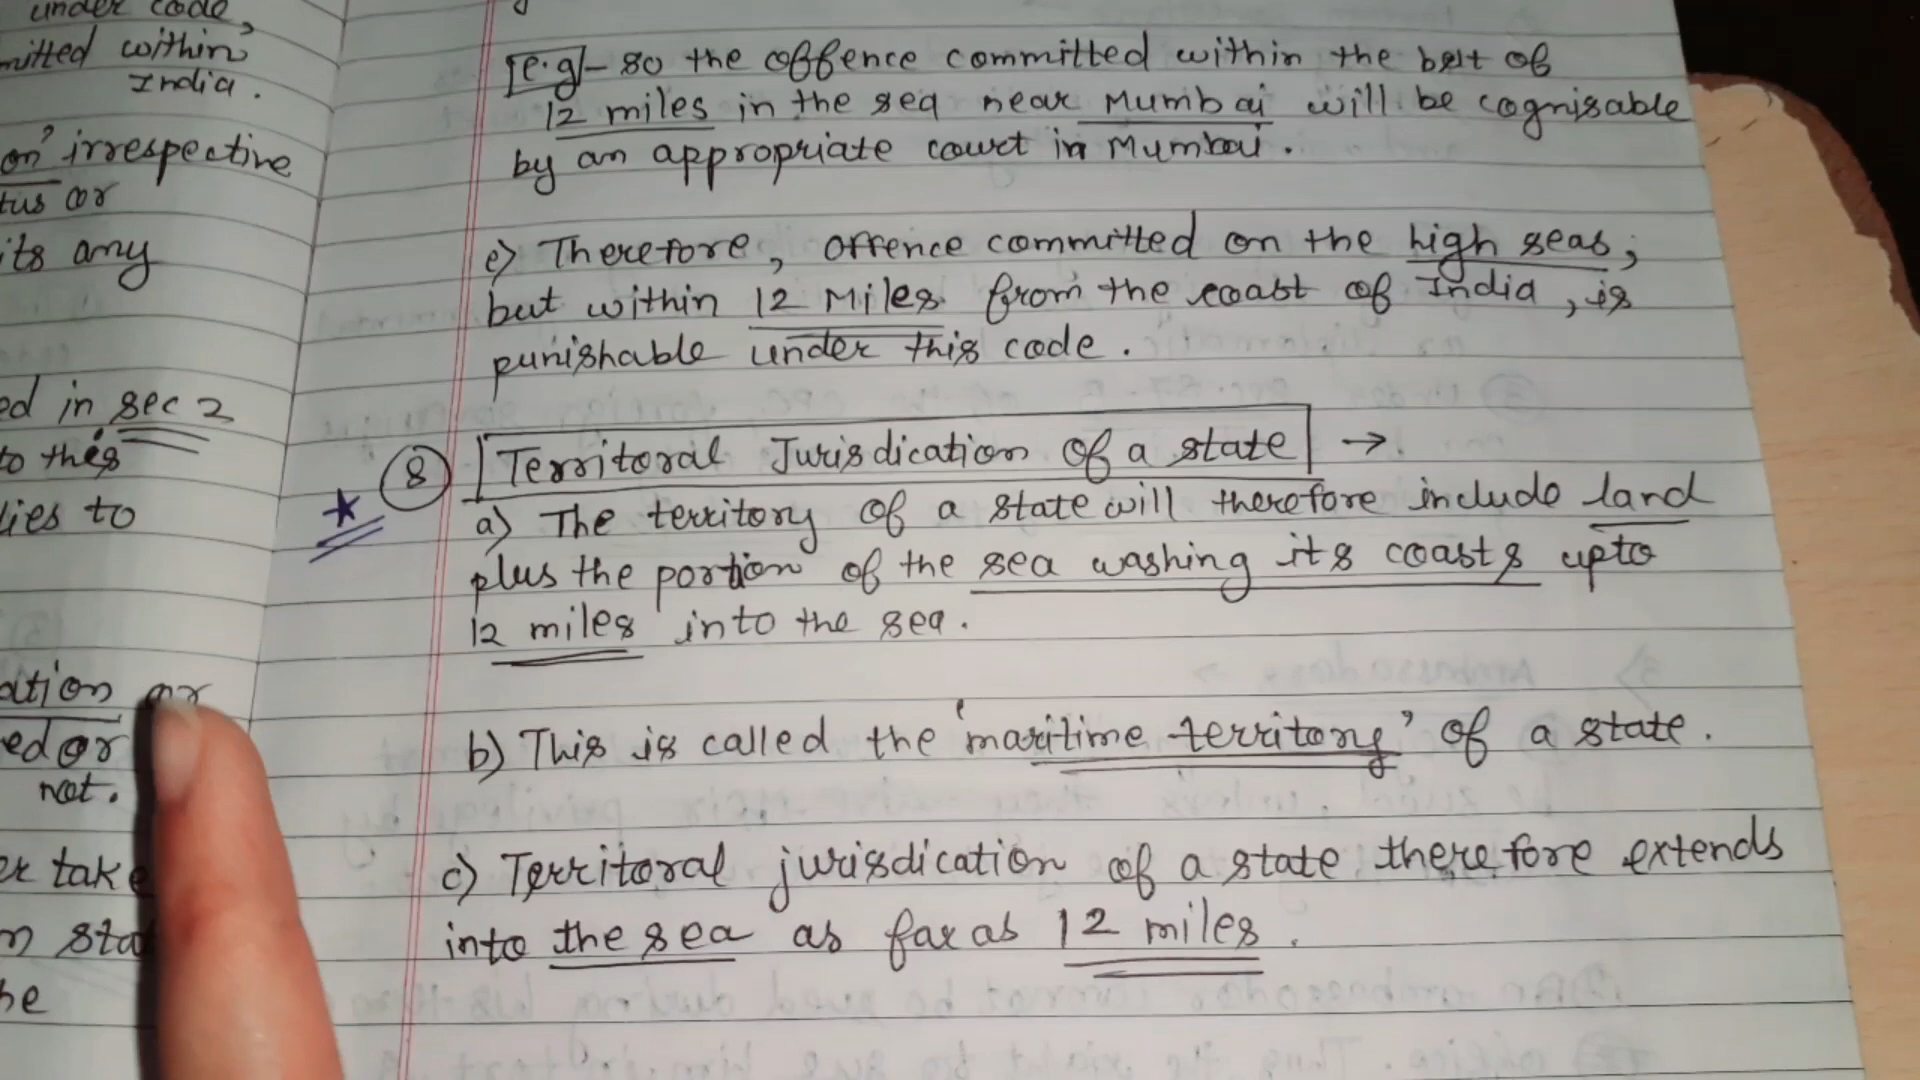 under code,
mitted within
India.
on' irrespective
tus or
its any
ed in sec 2
to this
lies to
ation or
ed or
not.
er take
n sta
he
[e.g] - so the offence committed within the belt of
12 miles in the sea near Mumbai will be cognisable
by an appropriate court in Mumbai.
e) Therefore, offence committed on the high seas,
but within 12 Miles from the coast of India, is
punishable under this code.
8 Territoral Jurisdication of a state →
a) The territory of a state will therefore include land
plus the portion of the sea washing its coasts upto
12 miles into the sea.
b) This is called the 'maritime territory' of a state.
c) Territoral jurisdication of a state therefore extends
into the sea as far as 12 miles.